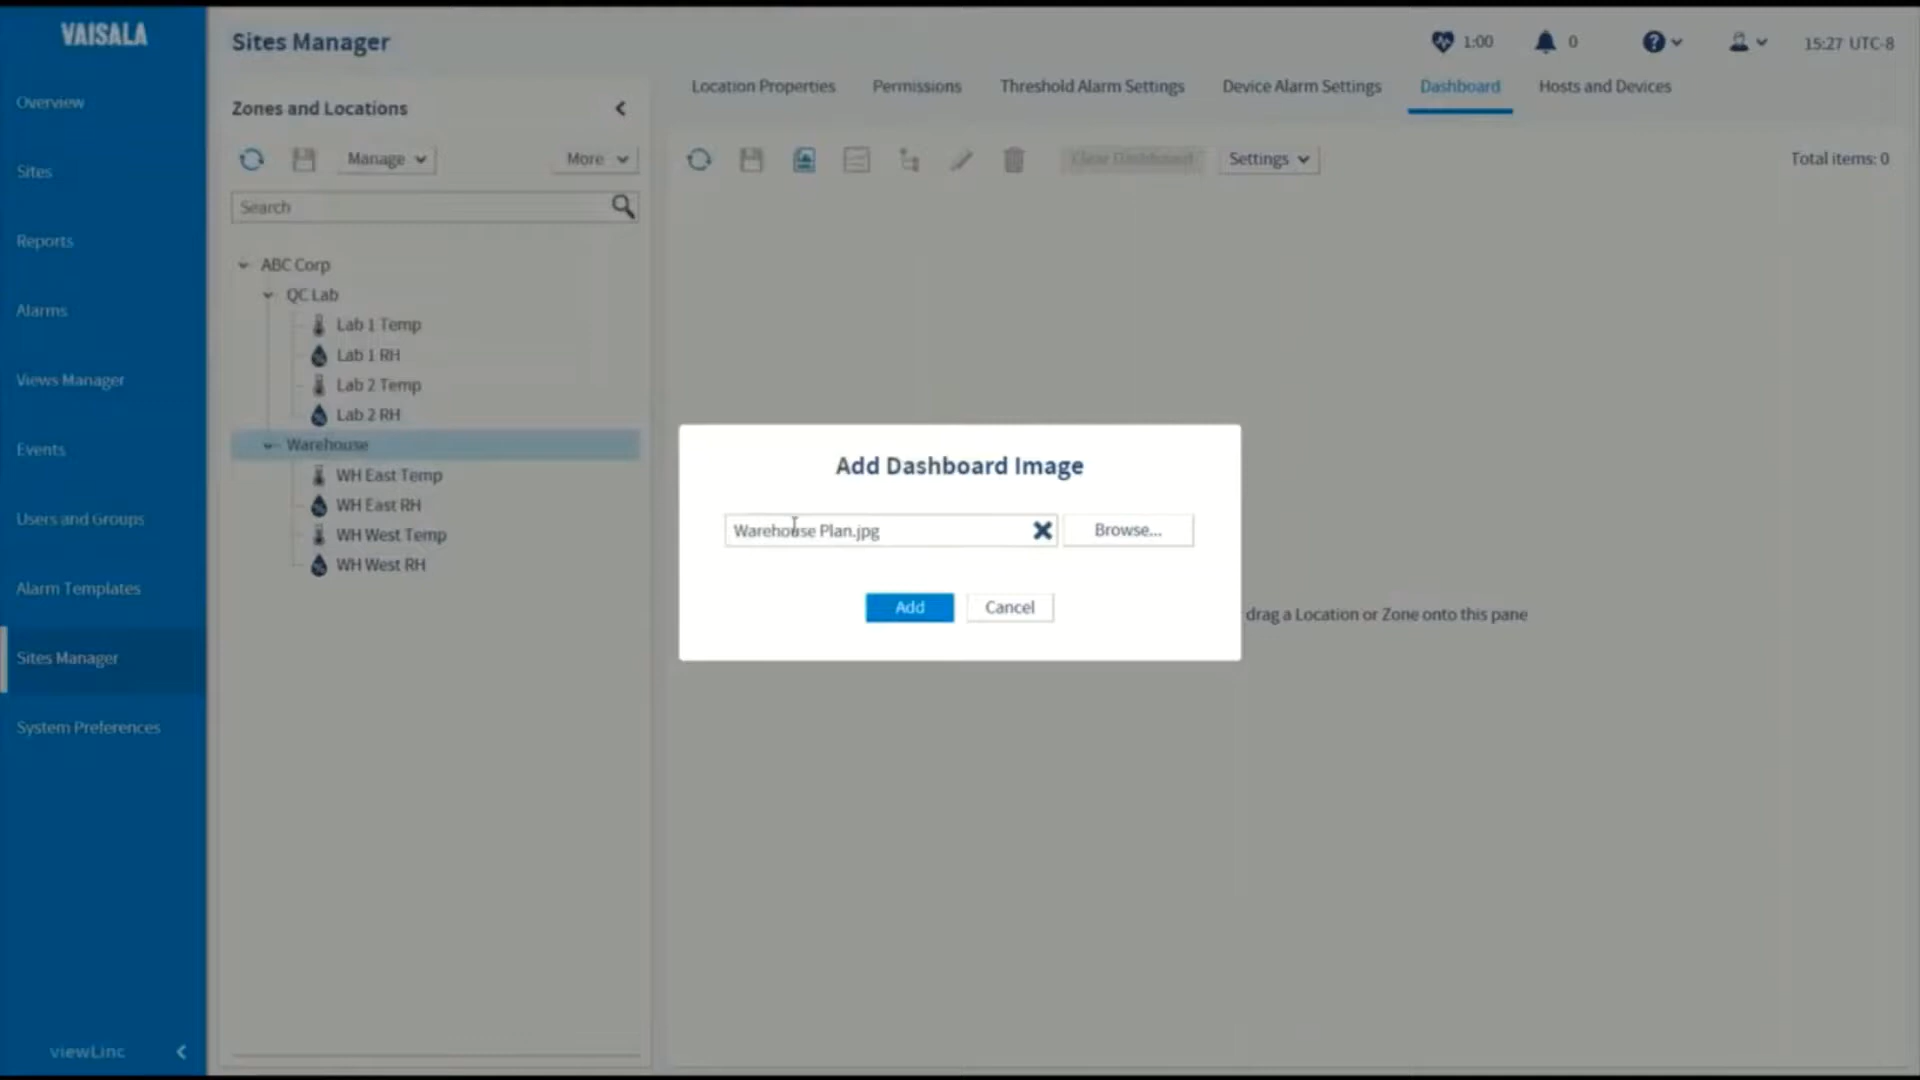 VAISALA
Overview
Sites
Reports
Alarms
Views Manager
Events
Users and Groups
Alarm Templates
Sites Manager
System Preferences
viewLinc
Sites Manager
1:00
0
15:27 UTC-8
Zones and Locations
Manage
More
Search
ABC Corp
QC Lab
Lab 1 Temp
Lab 1 RH
Lab 2 Temp
Lab 2 RH
Warehouse
WH East Temp
WH East RH
WH West Temp
WH West RH
Location Properties
Permissions
Threshold Alarm Settings
Device Alarm Settings
Dashboard
Hosts and Devices
Clear Dashboard
Settings
Total items: 0
Add Dashboard Image
Warehouse Plan.jpg
Browse...
Add
Cancel
drag a Location or Zone onto this pane